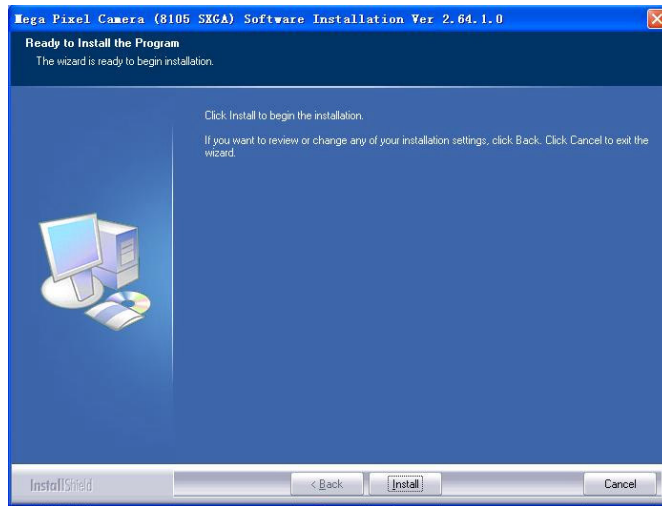 Mega Pixel Camera (8105 SXGA) Software Installation Ver 2.64.1.0
Ready to Install the Program
The wizard is ready to begin installation.
Click Install to begin the installation.
If you want to review or change any of your installation settings, click Back. Click Cancel to exit the
wizard.
InstallShield
< Back
Install
Cancel